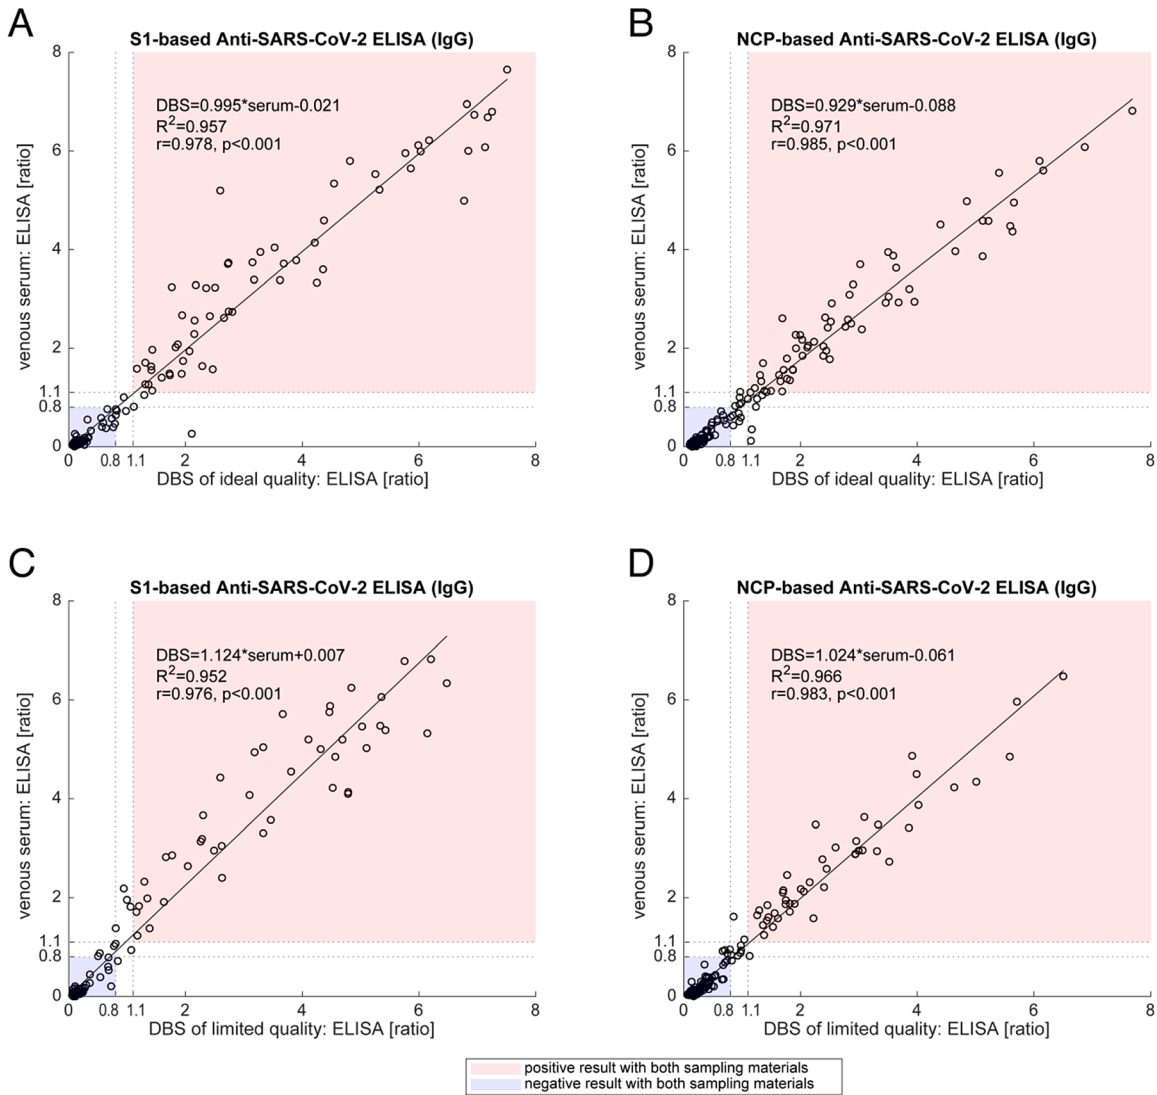 A
S1-based Anti-SARS-CoV-2 ELISA (IgG)
DBS=0.995*serum-0.021
R²=0.957
r=0.978, p<0.001
venous serum: ELISA [ratio]
8
6
4
2
1.1
0.8
0
0 0.8 1.1 2 4 6 8
DBS of ideal quality: ELISA [ratio]
B
NCP-based Anti-SARS-CoV-2 ELISA (IgG)
DBS=0.929*serum-0.088
R²=0.971
r=0.985, p<0.001
venous serum: ELISA [ratio]
8
6
4
2
1.1
0.8
0
0 0.8 1.1 2 4 6 8
DBS of ideal quality: ELISA [ratio]
C
S1-based Anti-SARS-CoV-2 ELISA (IgG)
DBS=1.124*serum+0.007
R²=0.952
r=0.976, p<0.001
venous serum: ELISA [ratio]
8
6
4
2
1.1
0.8
0
0 0.8 1.1 2 4 6 8
DBS of limited quality: ELISA [ratio]
D
NCP-based Anti-SARS-CoV-2 ELISA (IgG)
DBS=1.024*serum-0.061
R²=0.966
r=0.983, p<0.001
venous serum: ELISA [ratio]
8
6
4
2
1.1
0.8
0
0 0.8 1.1 2 4 6 8
DBS of limited quality: ELISA [ratio]
positive result with both sampling materials
negative result with both sampling materials